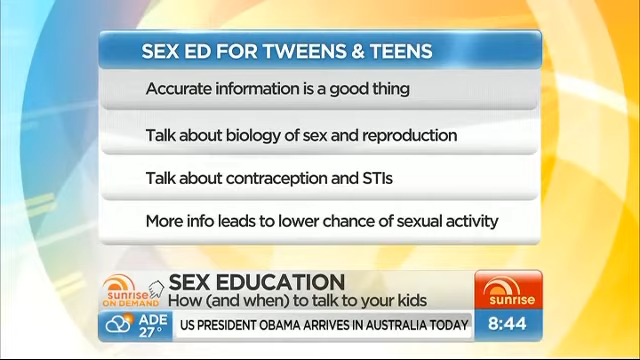 SEX ED FOR TWEENS & TEENS
Accurate information is a good thing
Talk about biology of sex and reproduction
Talk about contraception and STIs
More info leads to lower chance of sexual activity
sunrise
ON DEMAND
SEX EDUCATION
How (and when) to talk to your kids
sunrise
ADE
27°
US PRESIDENT OBAMA ARRIVES IN AUSTRALIA TODAY
8:44